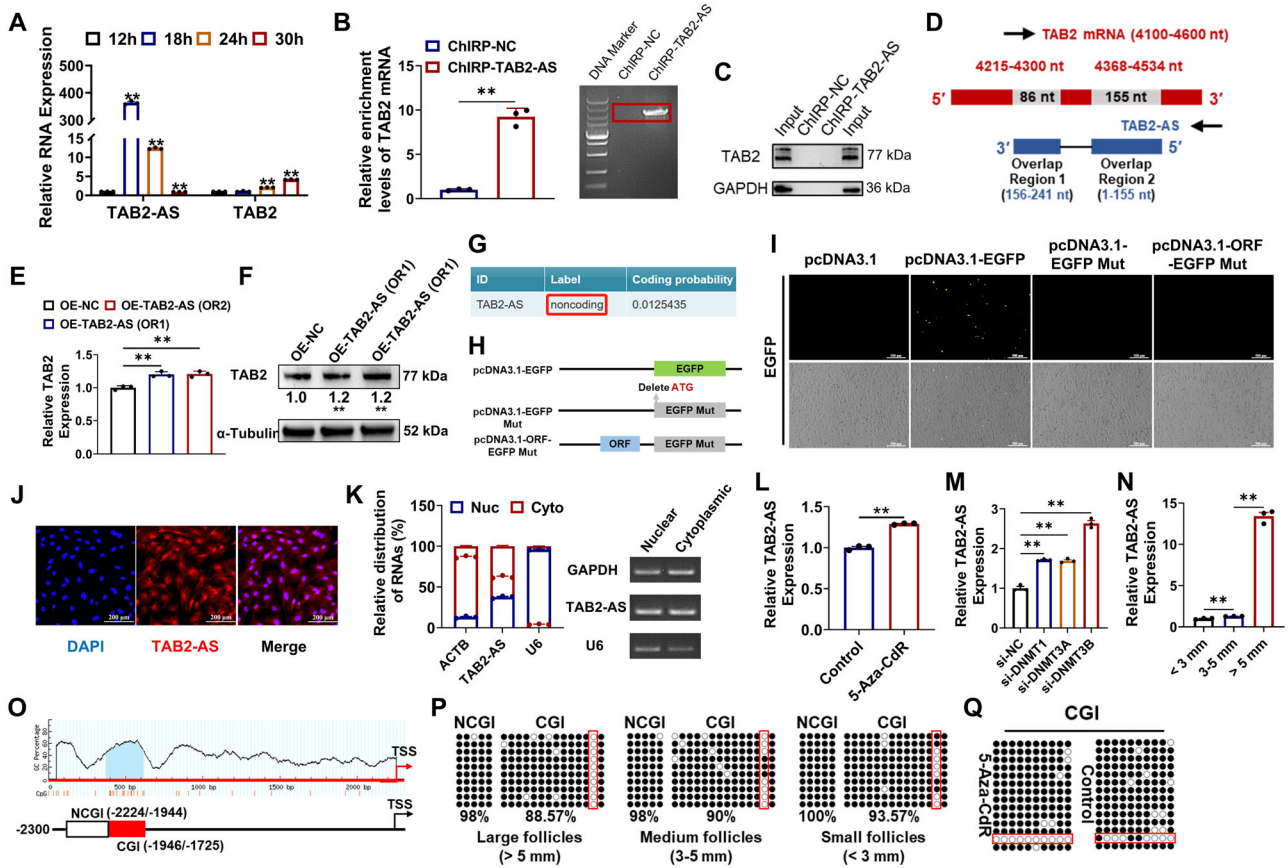 A
12h 18h 24h 30h
Relative RNA Expression
500
400
300
200
100
15
10
5
0
** ** ** ** **
TAB2-AS TAB2
B
ChIRP-NC
ChIRP-TAB2-AS
Relative enrichment
levels of TAB2 mRNA
15
10
5
0
**
DNA Marker
ChIRP-NC
ChIRP-TAB2-AS
C
Input
ChIRP-NC
ChIRP-TAB2-AS
Input
TAB2 77 kDa
GAPDH 36 kDa
D
TAB2 mRNA (4100-4600 nt)
4215-4300 nt 4368-4534 nt
5′ 86 nt 155 nt 3′
TAB2-AS
3′ 5′
Overlap Overlap
Region 1 Region 2
(156-241 nt) (1-155 nt)
E
OE-NC OE-TAB2-AS (OR2)
OE-TAB2-AS (OR1)
Relative TAB2
Expression
1.5
1.0
0.5
0.0
**
**
F
OE-NC
OE-TAB2-AS (OR1)
OE-TAB2-AS (OR1)
TAB2 77 kDa
1.0 1.2 1.2
** **
α-Tubulin 52 kDa
G
ID Label Coding probability
TAB2-AS noncoding 0.0125435
H
pcDNA3.1-EGFP EGFP
Delete ATG
pcDNA3.1-EGFP
Mut
EGFP Mut
pcDNA3.1-ORF-
EGFP Mut
ORF EGFP Mut
I
pcDNA3.1 pcDNA3.1-EGFP pcDNA3.1-
EGFP Mut pcDNA3.1-ORF
-EGFP Mut
EGFP
J
200 μm 200 μm 200 μm
DAPI TAB2-AS Merge
K
Nuc Cyto
Relative distribution
of RNAs (%)
100
50
0
ACTB
TAB2-AS
U6
Nuclear
Cytoplasmic
GAPDH
TAB2-AS
U6
L
Relative TAB2-AS
Expression
1.5
1.0
0.5
0.0
**
Control
5-Aza-CdR
M
Relative TAB2-AS
Expression
3
2
1
0
**
**
**
si-NC
si-DNMT1
si-DNMT3A
si-DNMT3B
N
Relative TAB2-AS
Expression
15
10
5
0
**
**
< 3 mm
3-5 mm
> 5 mm
O
GC Percentage
80
60
40
20
0
0 500 bp 1000 bp 1500 bp 2000 bp
CpG
TSS
NCGI (-2224/-1944)
TSS
-2300
CGI (-1946/-1725)
P
NCGI CGI NCGI CGI NCGI CGI
98% 88.57% 98% 90% 100% 93.57%
Large follicles Medium follicles Small follicles
(> 5 mm) (3-5 mm) (< 3 mm)
Q
CGI
5-Aza-CdR
Control